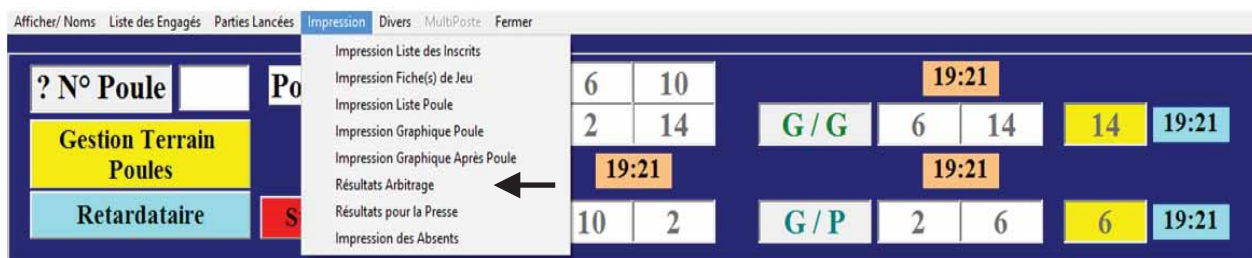 Afficher/ Noms Liste des Engagés Parties Lancées Impression Divers MultiPoste Fermer
Impression Liste des Inscrits
Impression Fiche(s) de Jeu
Impression Liste Poule
Impression Graphique Poule
Impression Graphique Après Poule
Résultats Arbitrage
Résultats pour la Presse
Impression des Absents
? N° Poule Po 6 10 19:21
Gestion Terrain
Poules
2 14 G / G 6 14 14 19:21
19:21 19:21
Retardataire S 10 2 G / P 2 6 6 19:21